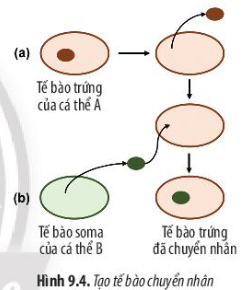 (a)
Tế bào trứng
của cá thể A
(b)
Tế bào soma
của cá thể B
Tế bào trứng
đã chuyển nhân
Hình 9.4. Tạo tế bào chuyển nhân